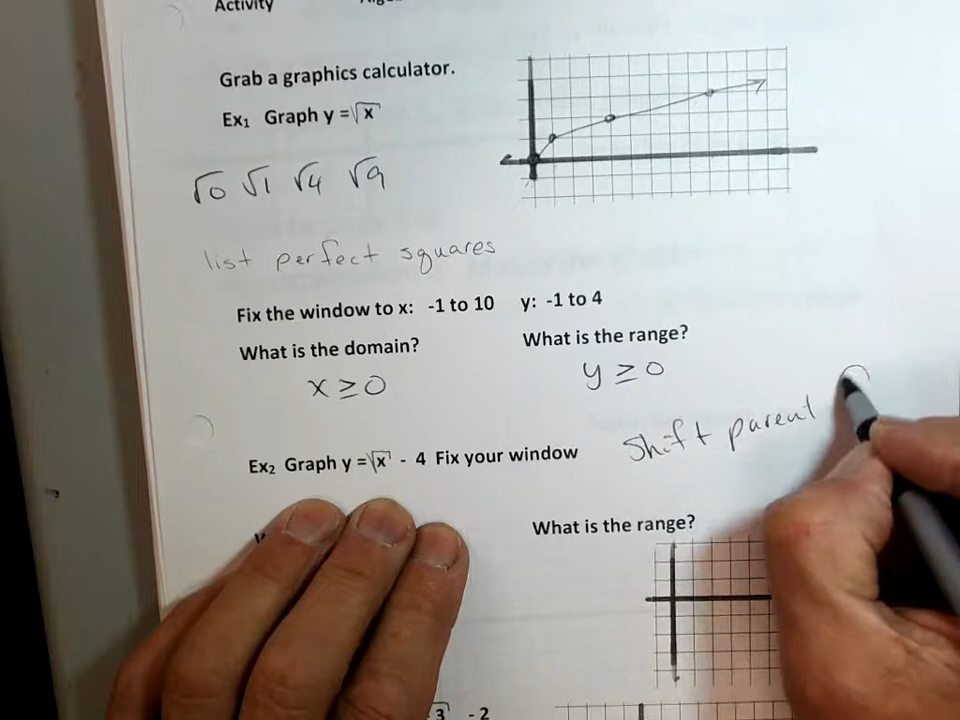 Activity
Grab a graphics calculator.
Ex1 Graph y = √x
√0 √1 √4 √9
list perfect squares
Fix the window to x: -1 to 10 y: -1 to 4
What is the domain? What is the range?
x ≥ 0 y ≥ 0
Shift parent
Ex2 Graph y = √x - 4 Fix your window
What is the range?
3 - 2